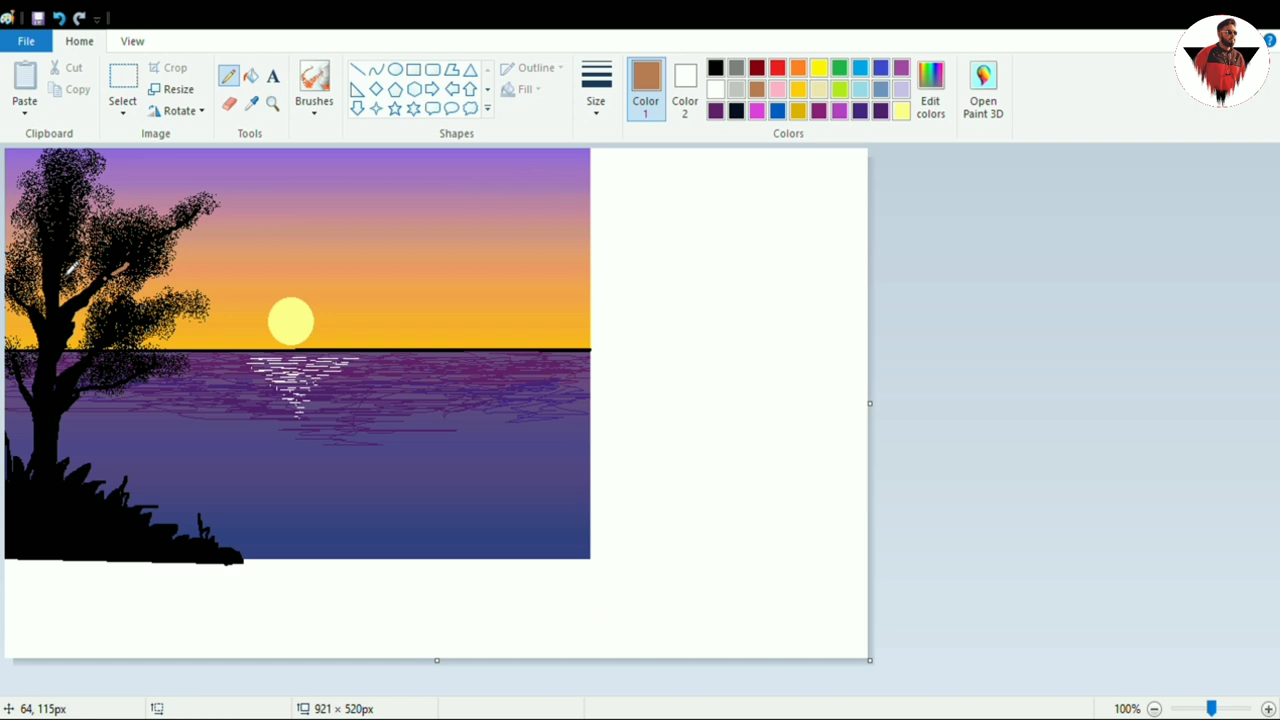 File Home View
Paste
Cut
Copy
Clipboard
Select
Crop
Resize
Rotate
Image
A
Tools
Brushes
Outline
Fill
Shapes
Size
Color
1
Color
2
Edit
colors
Colors
Open
Paint 3D
?
64, 115px
921 × 520px
100%